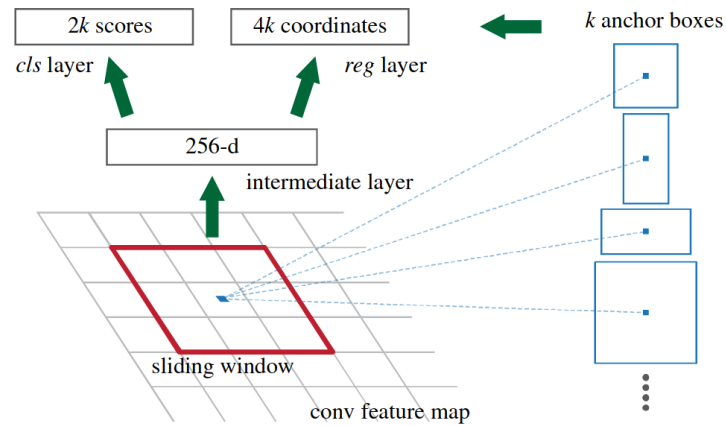 2k scores
4k coordinates
k anchor boxes
cls layer
reg layer
256-d
intermediate layer
sliding window
conv feature map